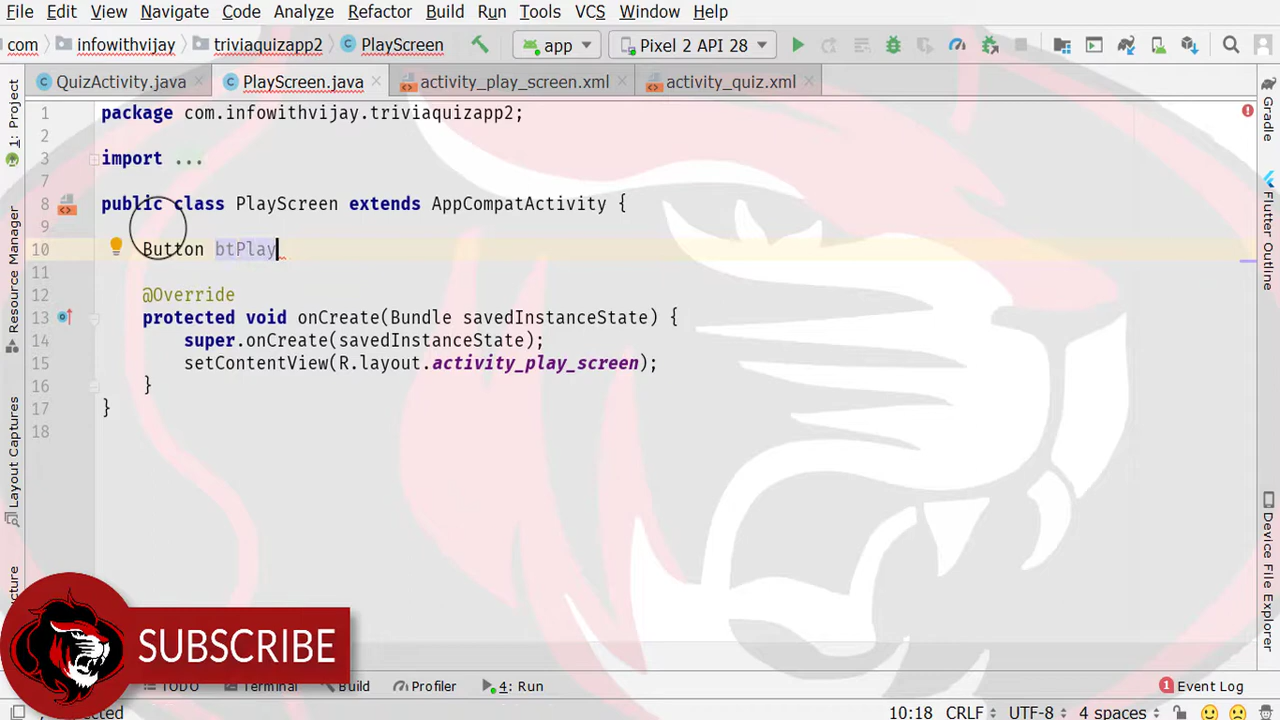 File Edit View Navigate Code Analyze Refactor Build Run Tools VCS Window Help
com infowithvijay triviaquizapp2 PlayScreen app Pixel 2 API 28
QuizActivity.java PlayScreen.java activity_play_screen.xml activity_quiz.xml
1: Project
Resource Manager
Layout Captures
1 package com.infowithvijay.triviaquizapp2;
2
3 import ...
7
8 public class PlayScreen extends AppCompatActivity {
9
10 Button btPlay
11
12 @Override
13 protected void onCreate(Bundle savedInstanceState) {
14 super.onCreate(savedInstanceState);
15 setContentView(R.layout.activity_play_screen);
16 }
17 }
18
Gradle
Flutter Outline
Device File Explorer
SUBSCRIBE
TODO Terminal Build Profiler 4: Run 1 Event Log
10:18 CRLF UTF-8 4 spaces